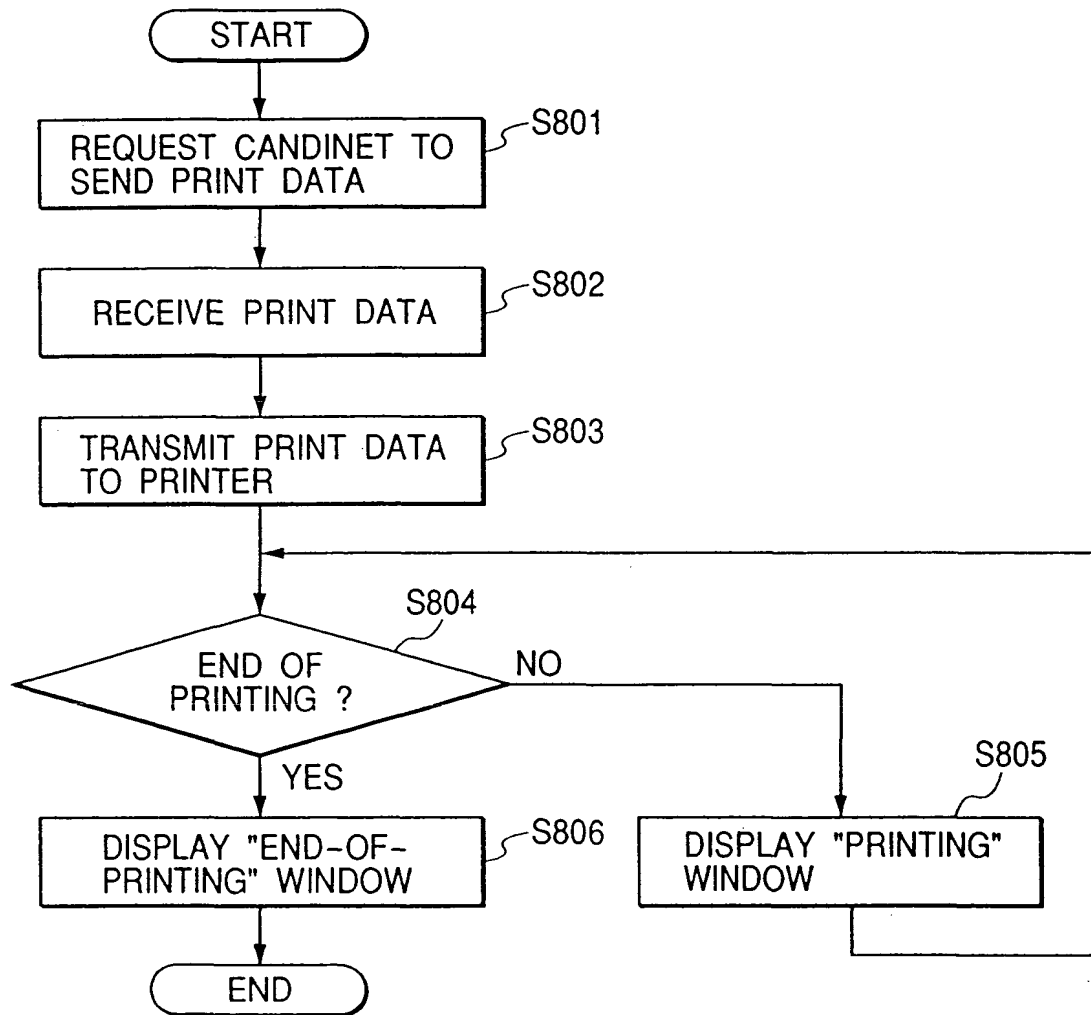 START
REQUEST CANDINET TO
SEND PRINT DATA
S801
RECEIVE PRINT DATA
S802
TRANSMIT PRINT DATA
TO PRINTER
S803
S804
END OF
PRINTING ?
NO
YES
S805
DISPLAY "PRINTING"
WINDOW
DISPLAY "END-OF-
PRINTING" WINDOW
S806
END